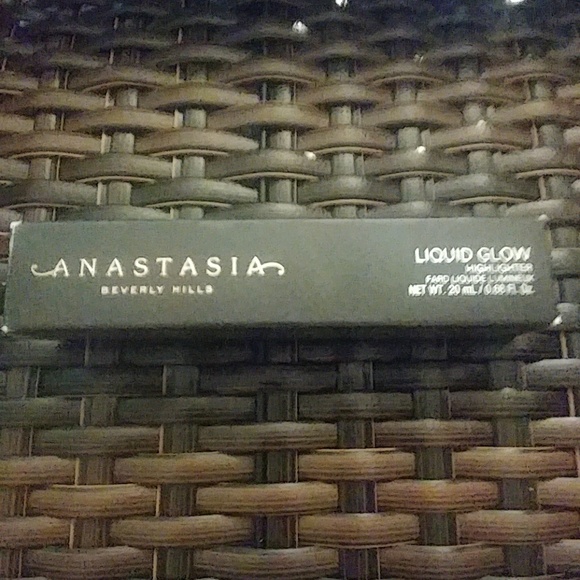 ANASTASIA
BEVERLY HILLS
LIQUID GLOW
HIGHLIGHTER
FARD LIQUIDE LUMINEUX
NET WT. 20 mL / 0.68 Fl. Oz.